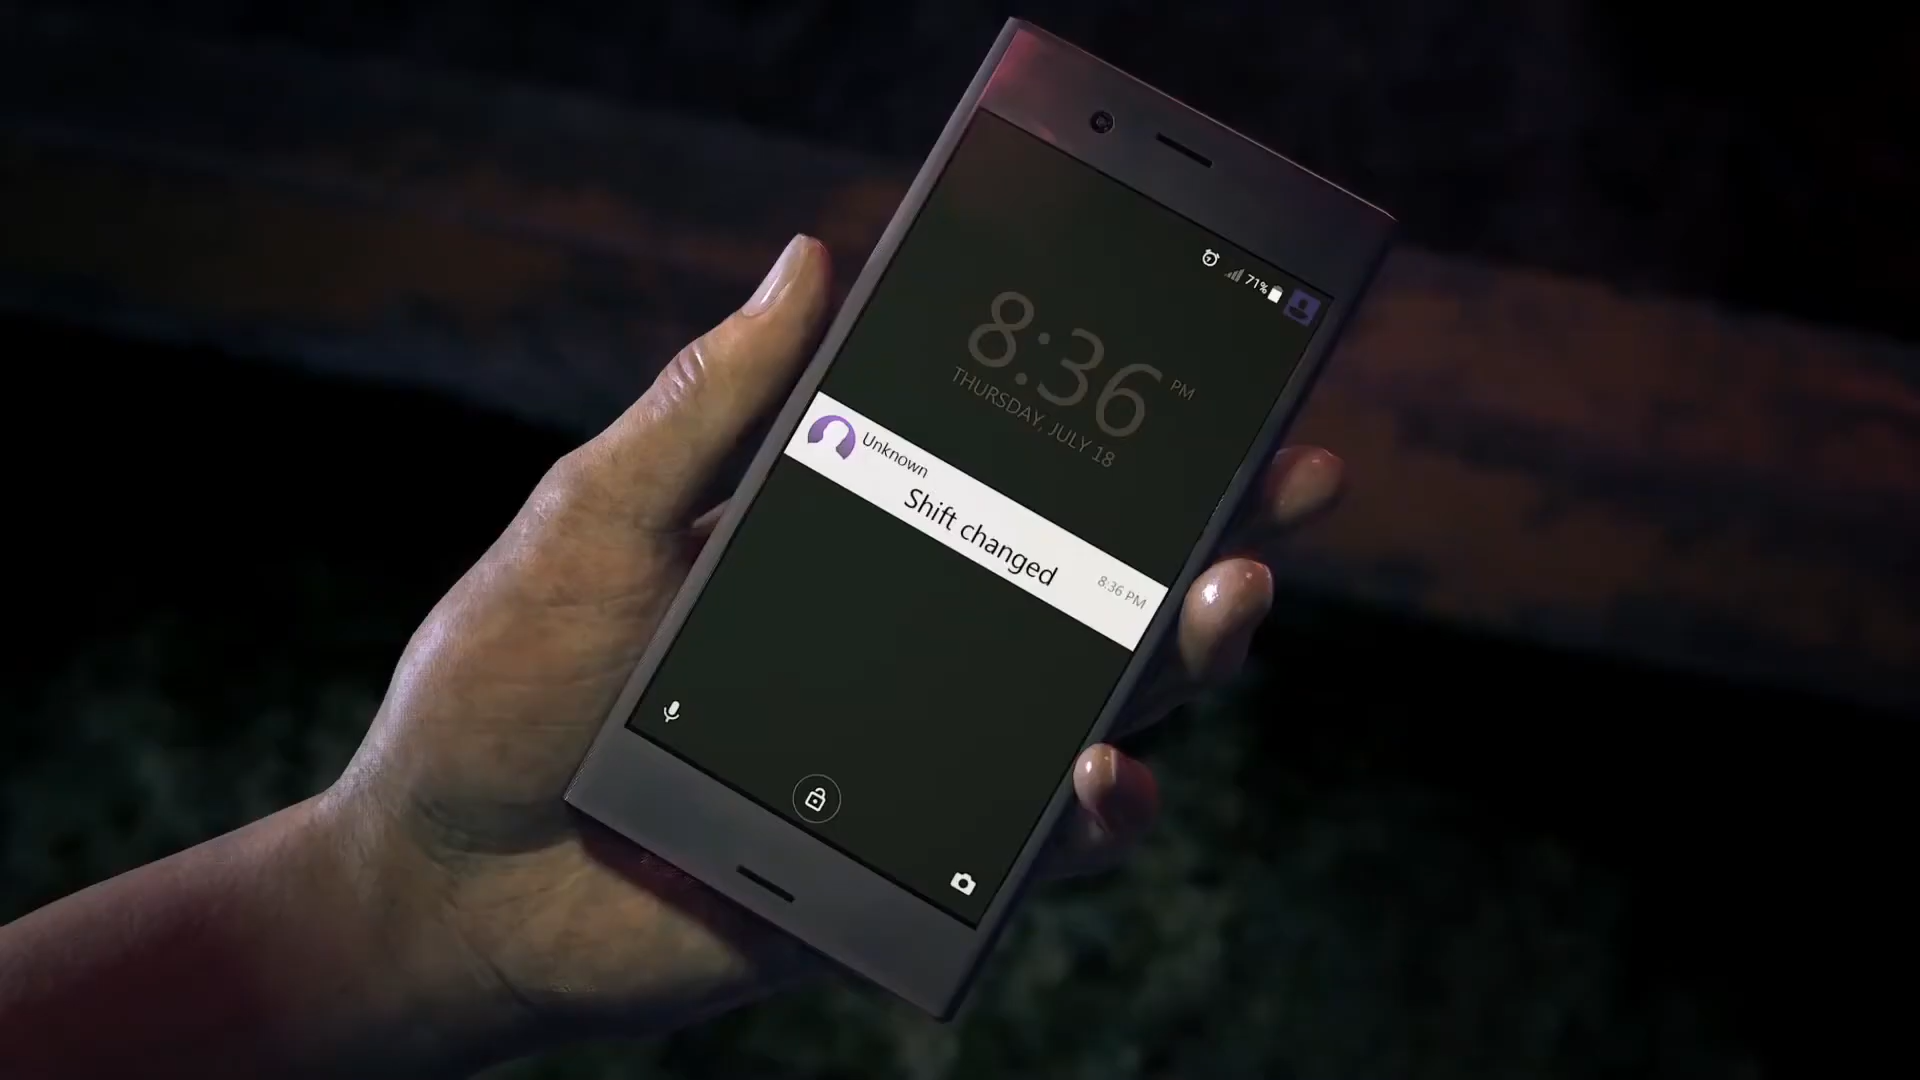 71%
8:36 PM
THURSDAY, JULY 18
Unknown
Shift changed
8:36 PM